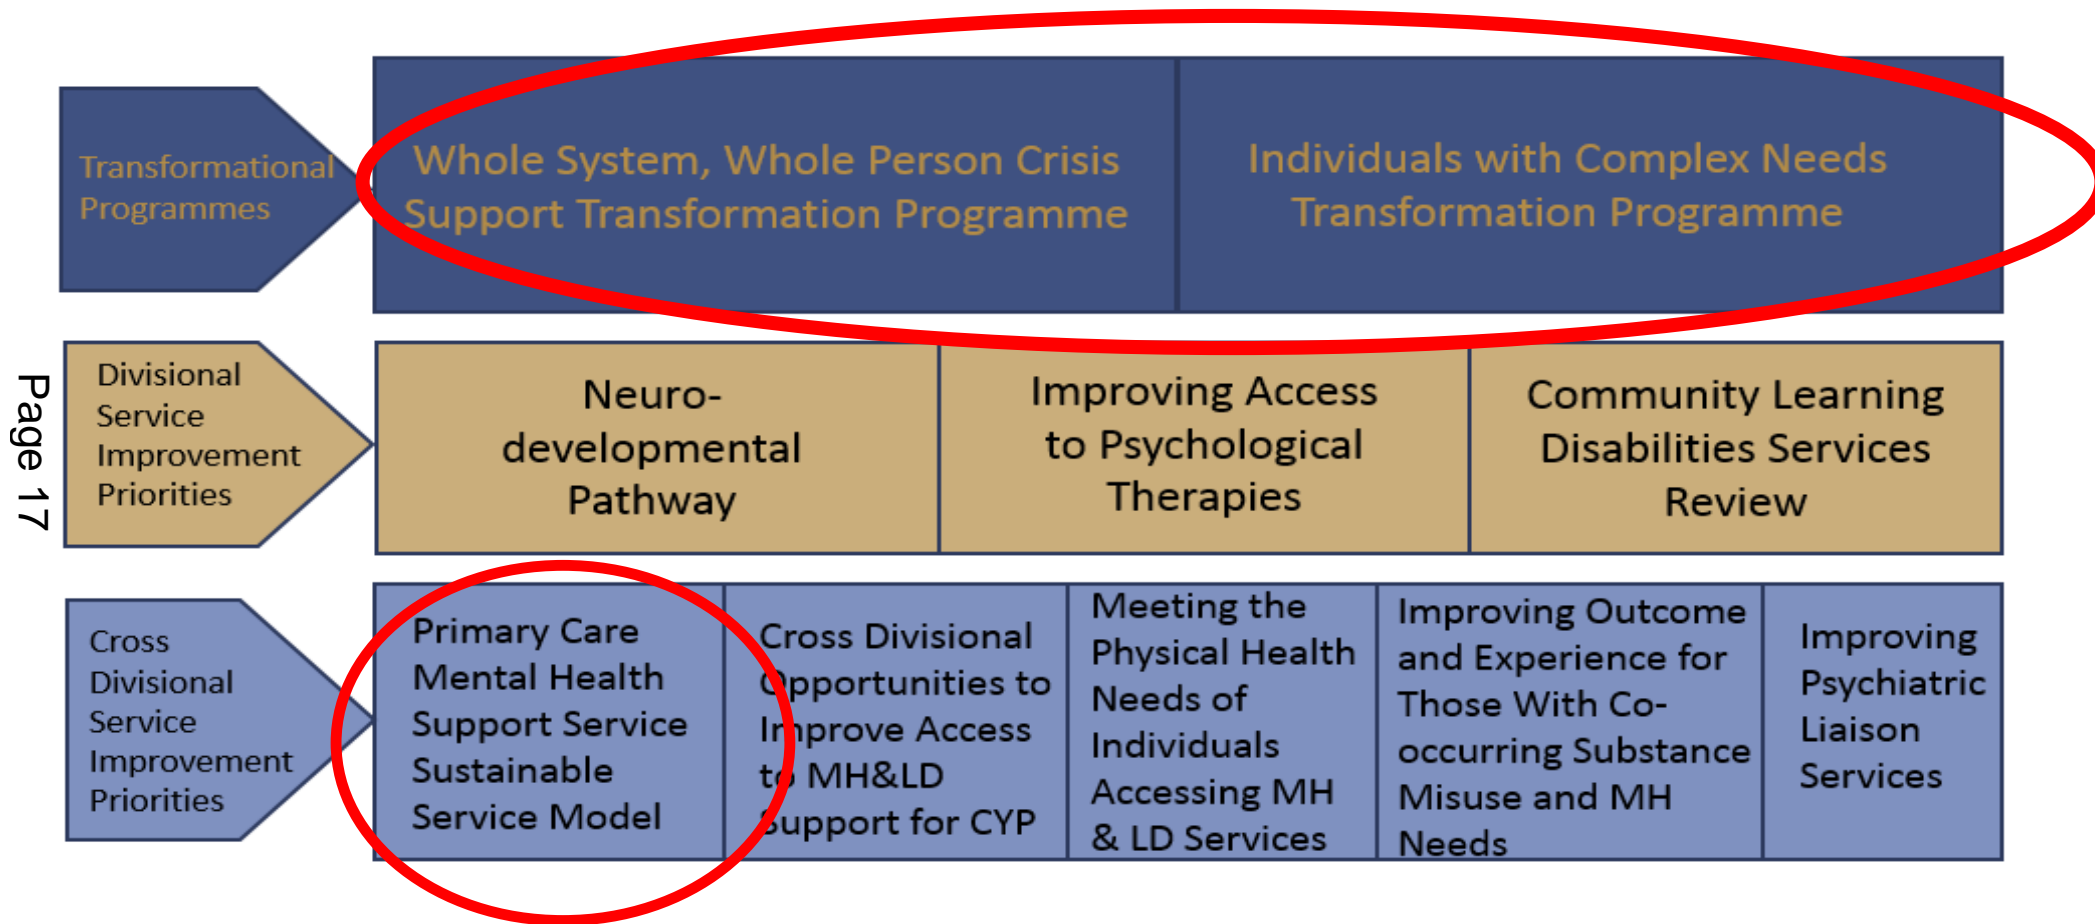 Transformational
Programmes
Whole System, Whole Person Crisis
Support Transformation Programme
Individuals with Complex Needs
Transformation Programme
Page 17
Divisional
Service
Improvement
Priorities
Neuro-
developmental
Pathway
Improving Access
to Psychological
Therapies
Community Learning
Disabilities Services
Review
Cross
Divisional
Service
Improvement
Priorities
Primary Care
Mental Health
Support Service
Sustainable
Service Model
Cross Divisional
Opportunities to
Improve Access
to MH&LD
Support for CYP
Meeting the
Physical Health
Needs of
Individuals
Accessing MH
& LD Services
Improving Outcome
and Experience for
Those With Co-
occurring Substance
Misuse and MH
Needs
Improving
Psychiatric
Liaison
Services